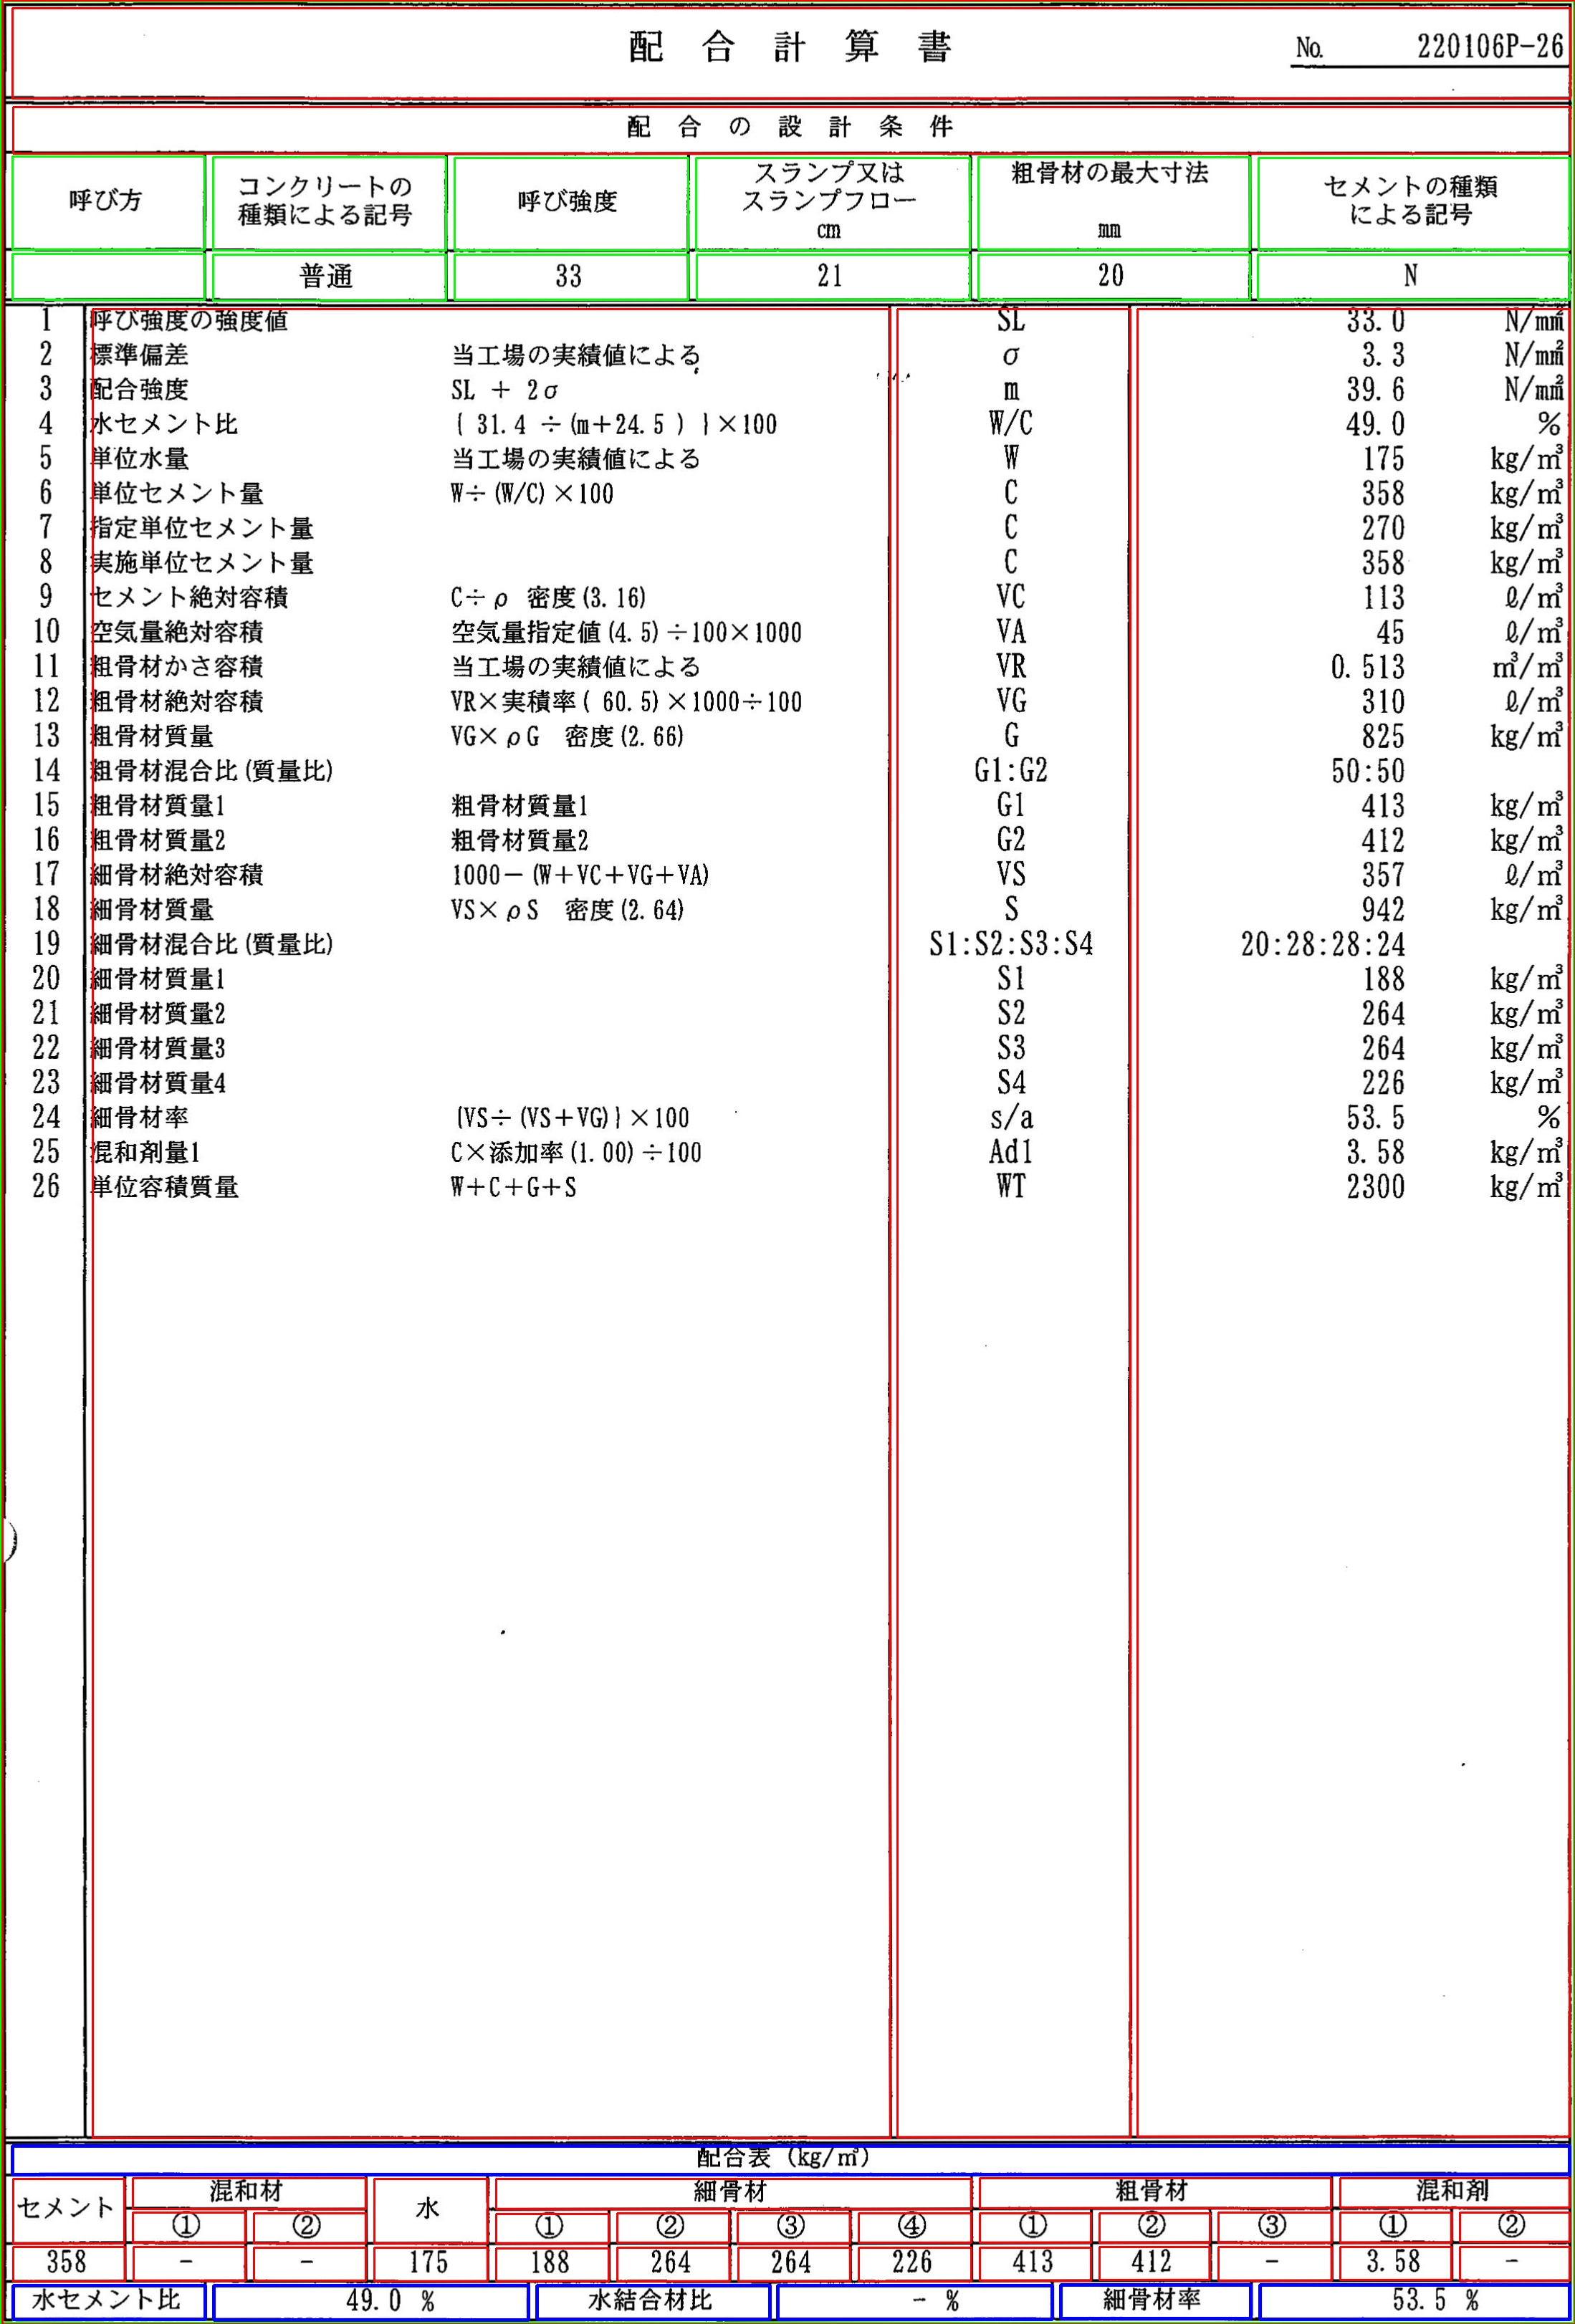 配合計算書 No. 220106P-26
配合の設計条件
呼び方 コンクリートの種類による記号 呼び強度 スランプ又はスランプフロー cm 粗骨材の最大寸法 mm セメントの種類による記号
普通 33 21 20 N
1 呼び強度の強度値 SL 33.0 N/mm²
2 標準偏差 当工場の実績値による σ 3.3 N/mm²
3 配合強度 SL + 2σ m 39.6 N/mm²
4 水セメント比 { 31.4 ÷(m+24.5 ) }×100 W/C 49.0 %
5 単位水量 当工場の実績値による W 175 kg/m³
6 単位セメント量 W÷(W/C)×100 C 358 kg/m³
7 指定単位セメント量 C 270 kg/m³
8 実施単位セメント量 C 358 kg/m³
9 セメント絶対容積 C÷ρ 密度(3.16) VC 113 ℓ/m³
10 空気量絶対容積 空気量指定値(4.5)÷100×1000 VA 45 ℓ/m³
11 粗骨材かさ容積 当工場の実績値による VR 0.513 m³/m³
12 粗骨材絶対容積 VR×実積率( 60.5)×1000÷100 VG 310 ℓ/m³
13 粗骨材質量 VG×ρG 密度(2.66) G 825 kg/m³
14 粗骨材混合比(質量比) G1:G2 50:50
15 粗骨材質量1 粗骨材質量1 G1 413 kg/m³
16 粗骨材質量2 粗骨材質量2 G2 412 kg/m³
17 細骨材絶対容積 1000−(W+VC+VG+VA) VS 357 ℓ/m³
18 細骨材質量 VS×ρS 密度(2.64) S 942 kg/m³
19 細骨材混合比(質量比) S1:S2:S3:S4 20:28:28:24
20 細骨材質量1 S1 188 kg/m³
21 細骨材質量2 S2 264 kg/m³
22 細骨材質量3 S3 264 kg/m³
23 細骨材質量4 S4 226 kg/m³
24 細骨材率 {VS÷(VS+VG)}×100 s/a 53.5 %
25 混和剤量1 C×添加率(1.00)÷100 Ad1 3.58 kg/m³
26 単位容積質量 W+C+G+S WT 2300 kg/m³
配合表 (kg/m³)
セメント 混和材 水 細骨材 粗骨材 混和剤
① ② ① ② ③ ④ ① ② ③ ① ②
358 − − 175 188 264 264 226 413 412 − 3.58 −
水セメント比 49.0 % 水結合材比 − % 細骨材率 53.5 %